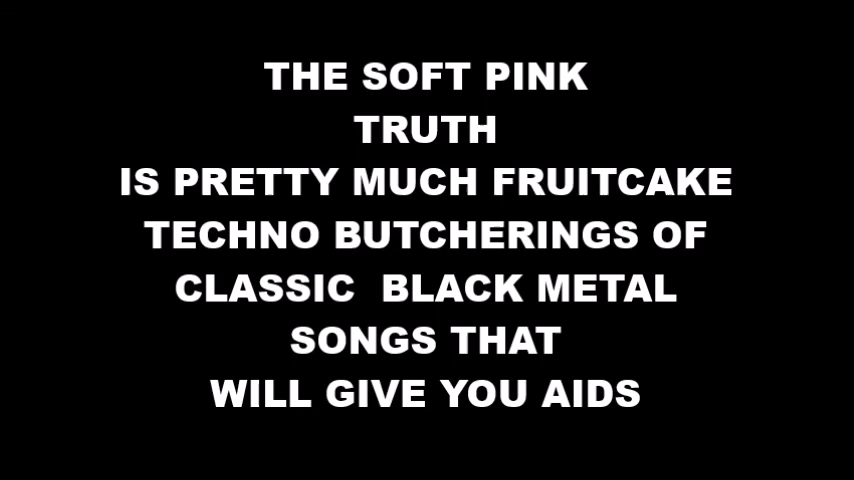 THE SOFT PINK
TRUTH
IS PRETTY MUCH FRUITCAKE
TECHNO BUTCHERINGS OF
CLASSIC  BLACK METAL
SONGS THAT
WILL GIVE YOU AIDS